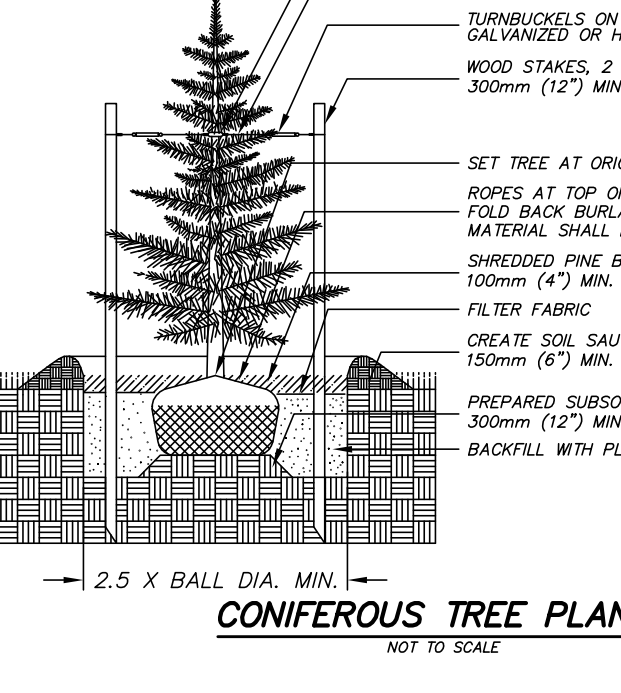 TURNBUCKELS ON
GALVANIZED OR H
WOOD STAKES, 2
300mm (12") MIN
SET TREE AT ORIG
ROPES AT TOP O
FOLD BACK BURLA
MATERIAL SHALL
SHREDDED PINE B
100mm (4") MIN.
FILTER FABRIC
CREATE SOIL SAU
150mm (6") MIN.
PREPARED SUBSO
300mm (12") MIN
BACKFILL WITH PL
2.5 X BALL DIA. MIN.
CONIFEROUS TREE PLAN
NOT TO SCALE